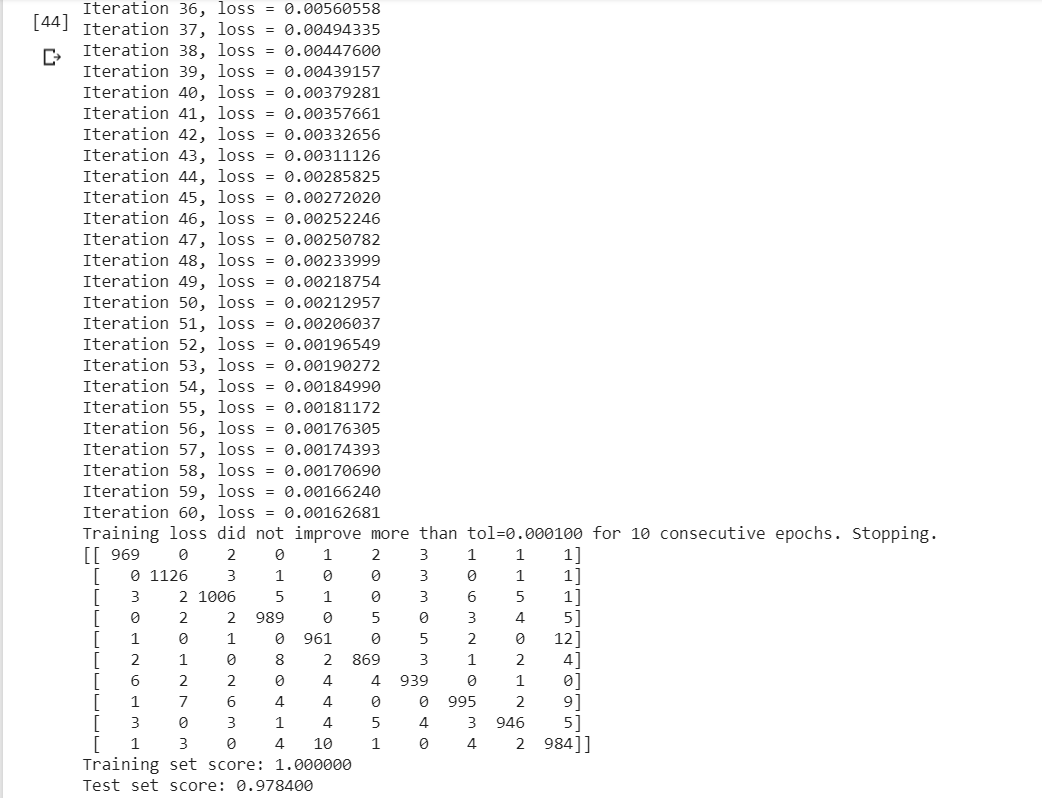 [44]
Iteration 36, loss = 0.00560558
Iteration 37, loss = 0.00494335
Iteration 38, loss = 0.00447600
Iteration 39, loss = 0.00439157
Iteration 40, loss = 0.00379281
Iteration 41, loss = 0.00357661
Iteration 42, loss = 0.00332656
Iteration 43, loss = 0.00311126
Iteration 44, loss = 0.00285825
Iteration 45, loss = 0.00272020
Iteration 46, loss = 0.00252246
Iteration 47, loss = 0.00250782
Iteration 48, loss = 0.00233999
Iteration 49, loss = 0.00218754
Iteration 50, loss = 0.00212957
Iteration 51, loss = 0.00206037
Iteration 52, loss = 0.00196549
Iteration 53, loss = 0.00190272
Iteration 54, loss = 0.00184990
Iteration 55, loss = 0.00181172
Iteration 56, loss = 0.00176305
Iteration 57, loss = 0.00174393
Iteration 58, loss = 0.00170690
Iteration 59, loss = 0.00166240
Iteration 60, loss = 0.00162681
Training loss did not improve more than tol=0.000100 for 10 consecutive epochs. Stopping.
[[ 969    0    2    0    1    2    3    1    1    1]
 [   0 1126    3    1    0    0    3    0    1    1]
 [   3    2 1006    5    1    0    3    6    5    1]
 [   0    2    2  989    0    5    0    3    4    5]
 [   1    0    1    0  961    0    5    2    0   12]
 [   2    1    0    8    2  869    3    1    2    4]
 [   6    2    2    0    4    4  939    0    1    0]
 [   1    7    6    4    4    0    0  995    2    9]
 [   3    0    3    1    4    5    4    3  946    5]
 [   1    3    0    4   10    1    0    4    2  984]]
Training set score: 1.000000
Test set score: 0.978400